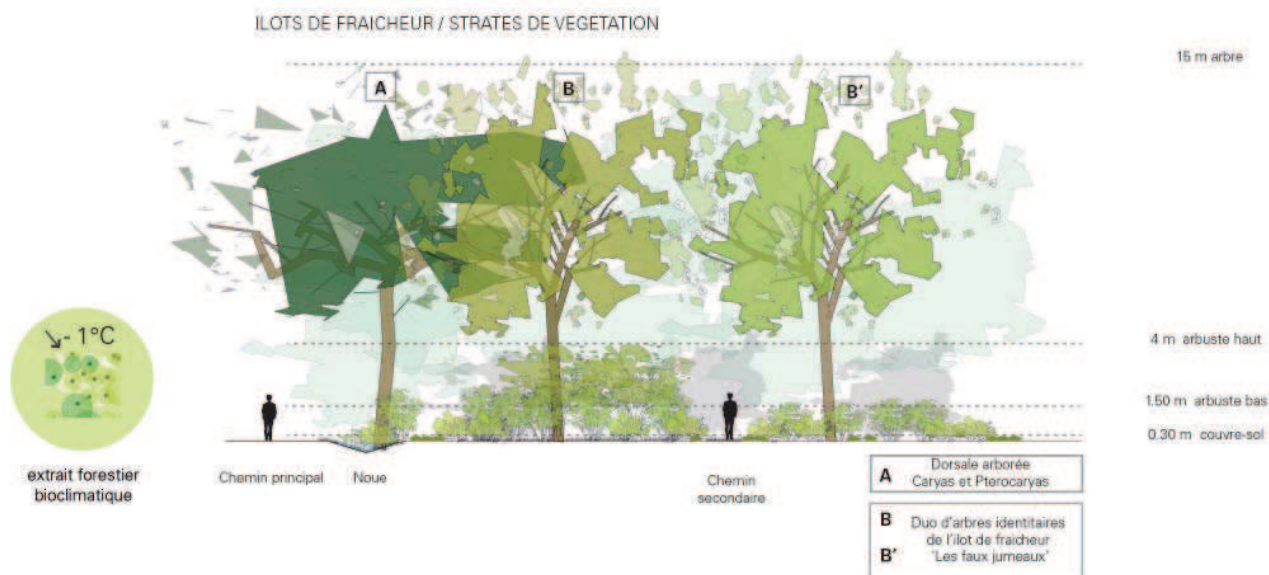 ILOTS DE FRAICHEUR / STRATES DE VEGETATION
15 m arbre
A
B
B'
- 1°C
4 m arbuste haut
1.50 m arbuste bas
0.30 m couvre-sol
extrait forestier
bioclimatique
Chemin principal
Noue
Chemin
secondaire
A
Dorsale arborée
Caryas et Pterocaryas
B
Duo d'arbres identitaires
de l'ilot de fraicheur
B'
'Les faux jumeaux'